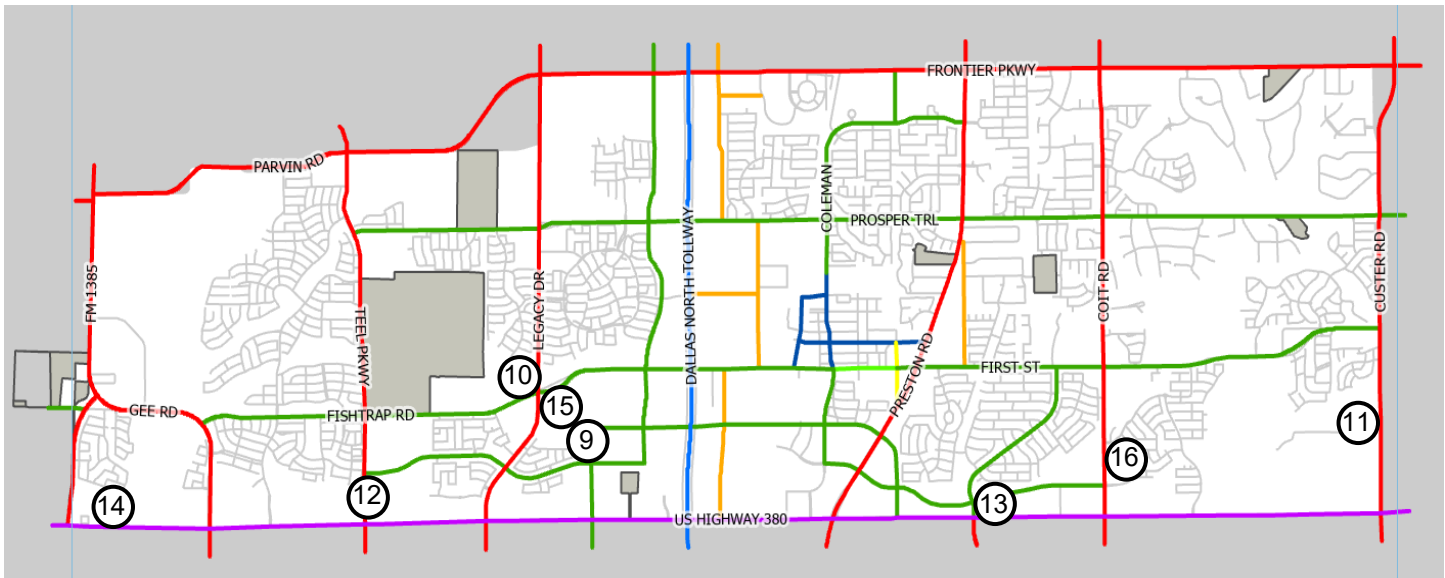 FRONTIER PKWY
PARVIN RD
COLEMAN
PROSPER TRL
DALLAS NORTH TOLLWAY
CUSTER RD
FM 1385
LEGACY DR
COIT RD
TEEL PKWY
PRESTON RD
FIRST ST
10
15
GEE RD
FISHTRAP RD
9
11
16
12
14
13
US HIGHWAY 380